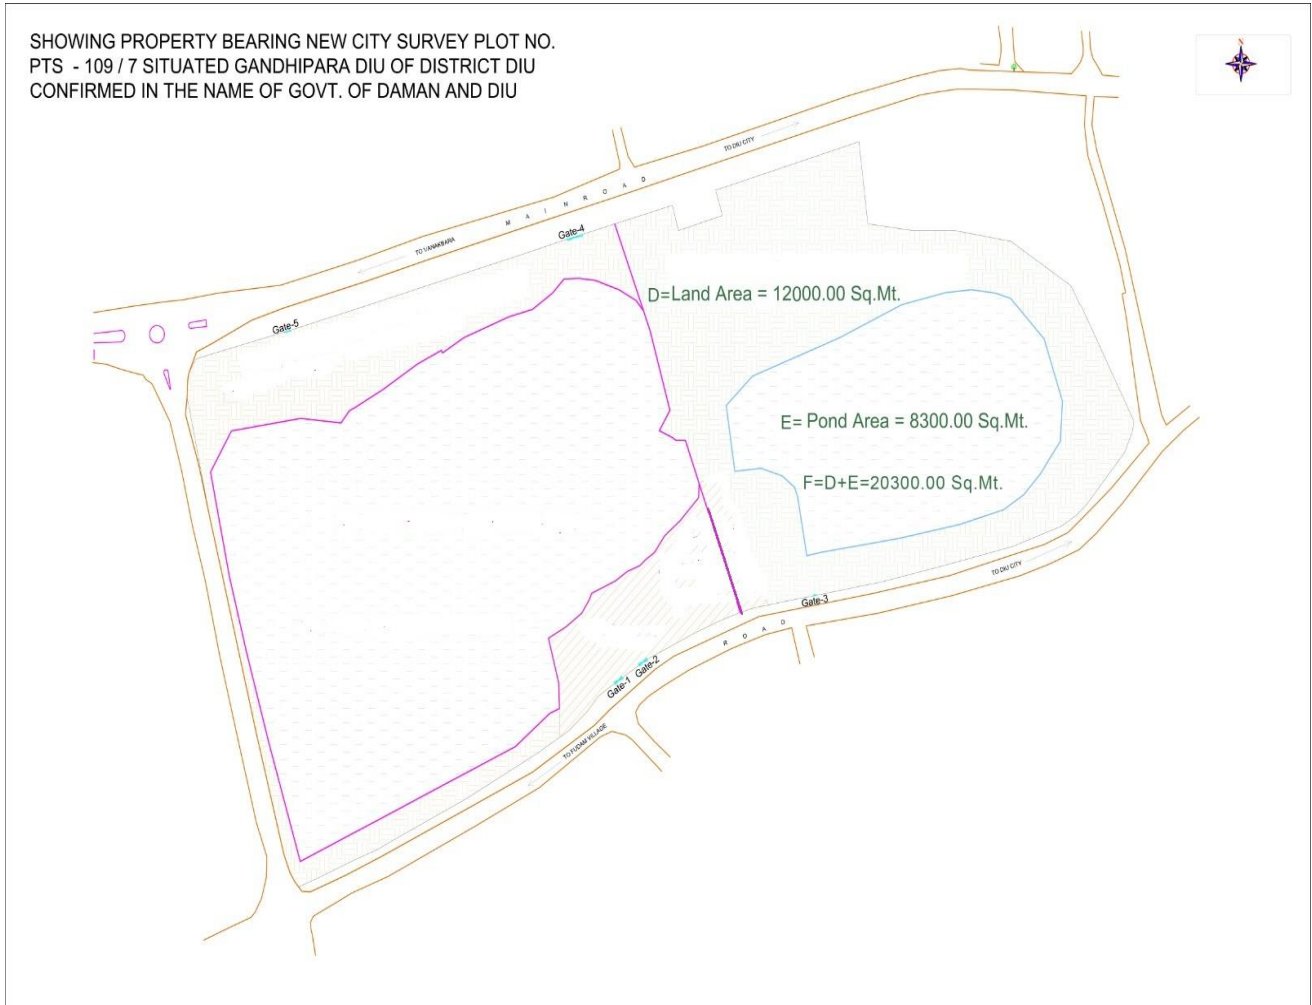 SHOWING PROPERTY BEARING NEW CITY SURVEY PLOT NO.
PTS - 109 / 7 SITUATED GANDHIPARA DIU OF DISTRICT DIU
CONFIRMED IN THE NAME OF GOVT. OF DAMAN AND DIU
N
TO DIU CITY
MAIN ROAD
TO VANAKBARA
Gate-4
Gate-5
D=Land Area = 12000.00 Sq.Mt.
E= Pond Area = 8300.00 Sq.Mt.
F=D+E=20300.00 Sq.Mt.
TO DIU CITY
Gate-3
ROAD
Gate-2
Gate-1
TO FUDAM VILLAGE